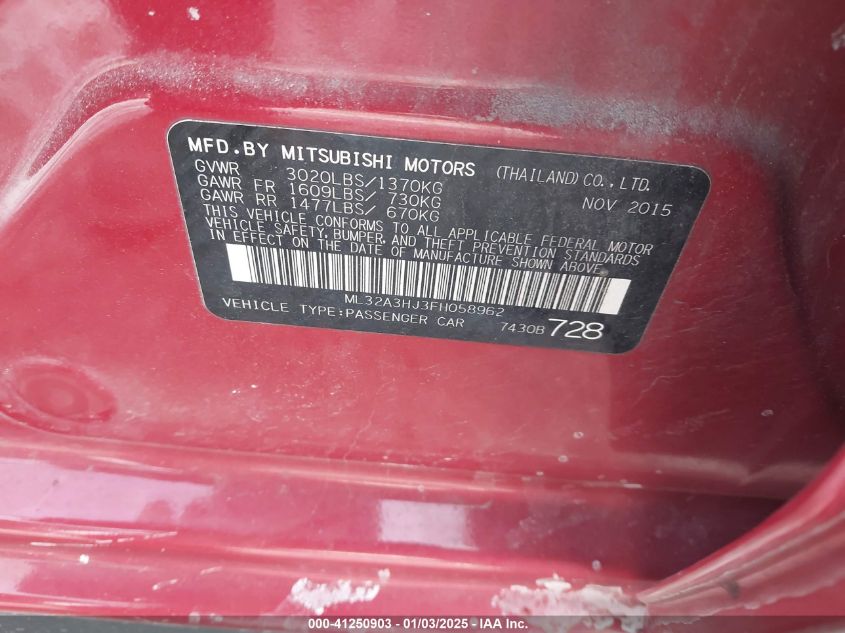 MFD.BY MITSUBISHI MOTORS (THAILAND) CO., LTD.
GVWR 3020LBS/1370KG NOV 2015
GAWR FR 1609LBS/ 730KG
GAWR RR 1477LBS/ 670KG
THIS VEHICLE CONFORMS TO ALL APPLICABLE FEDERAL MOTOR
VEHICLE SAFETY, BUMPER, AND THEFT PREVENTION STANDARDS
IN EFFECT ON THE DATE OF MANUFACTURE SHOWN ABOVE.
ML32A3HJ3FH058962
VEHICLE TYPE:PASSENGER CAR 7430B 728
000-41250903 - 01/03/2025 - IAAI.com